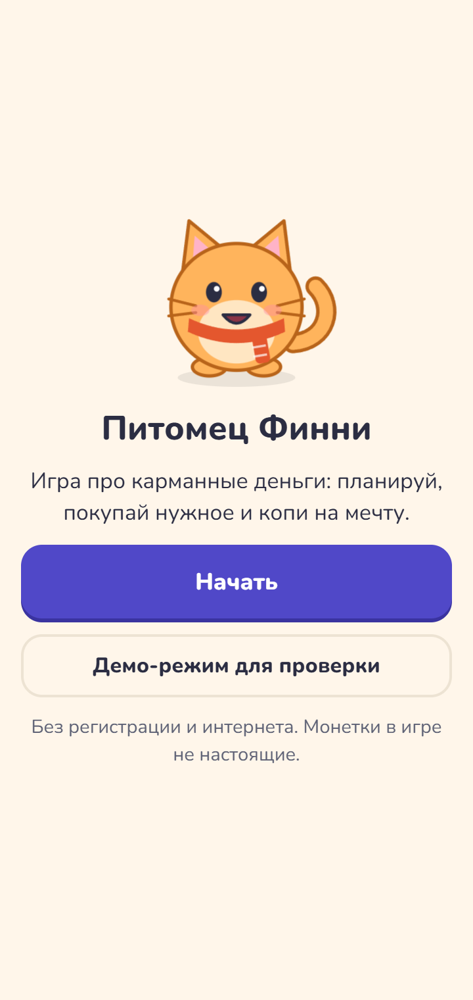 Питомец Финни
Игра про карманные деньги: планируй,
покупай нужное и копи на мечту.
Начать
Демо-режим для проверки
Без регистрации и интернета. Монетки в игре
не настоящие.